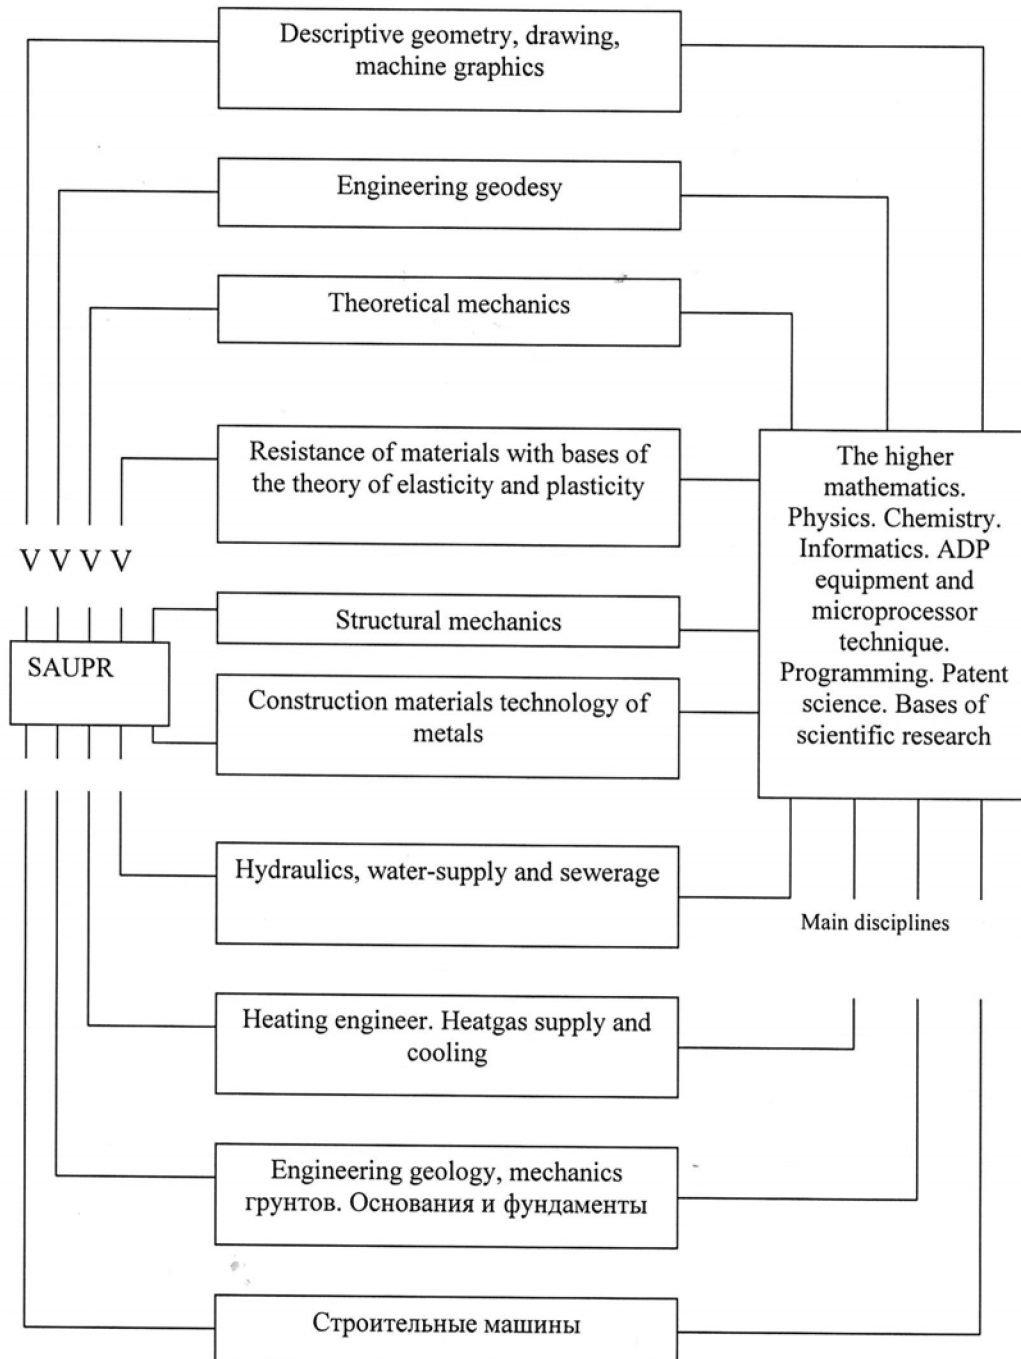 Descriptive geometry, drawing,
machine graphics
Engineering geodesy
Theoretical mechanics
Resistance of materials with bases of
the theory of elasticity and plasticity
The higher
mathematics.
Physics. Chemistry.
Informatics. ADP
equipment and
microprocessor
technique.
Programming. Patent
science. Bases of
scientific research
V V V V
Structural mechanics
SAUPR
Construction materials technology of
metals
Hydraulics, water-supply and sewerage
Main disciplines
Heating engineer. Heatgas supply and
cooling
Engineering geology, mechanics
грунтов. Основания и фундаменты
Строительные машины